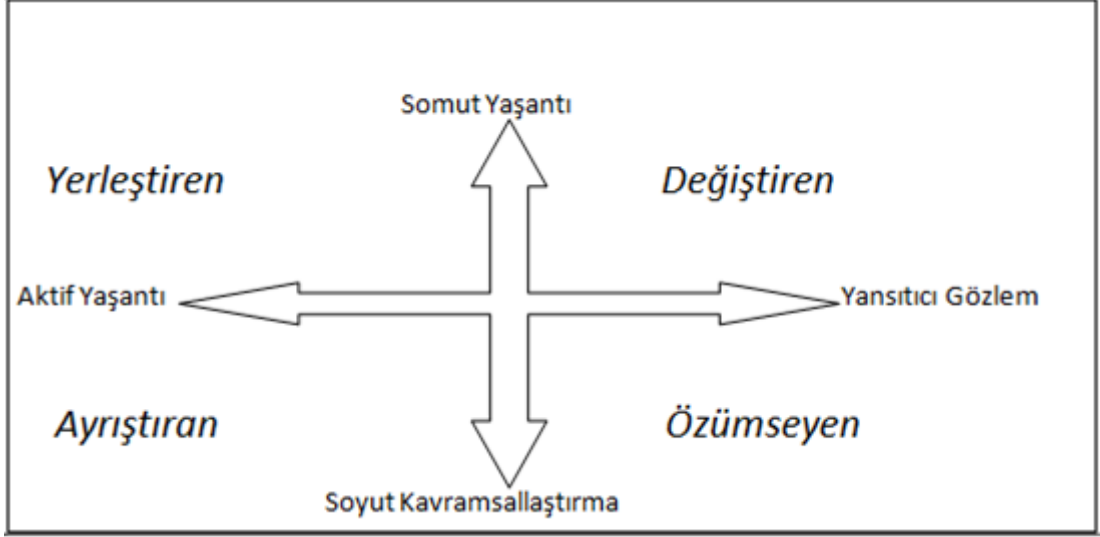 Somut Yaşantı
Yerleştiren
Değiştiren
Aktif Yaşantı
Yansıtıcı Gözlem
Ayrıştıran
Özümseyen
Soyut Kavramsallaştırma